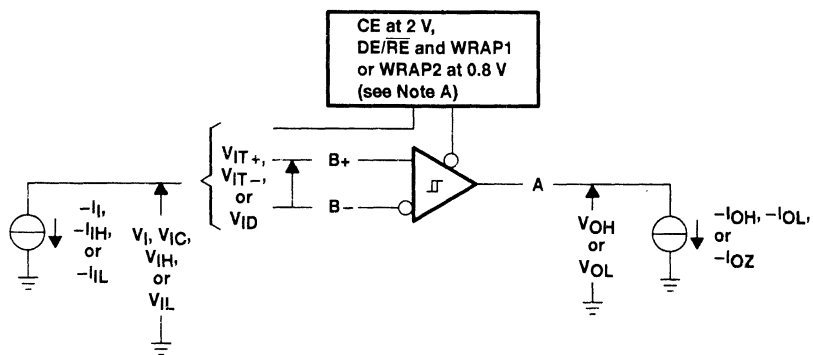 CE at 2 V,
DE/R̅E̅ and WRAP1
or WRAP2 at 0.8 V
(see Note A)
VIT+,
VIT−,
or
VID
B+
B−
A
−II,
−IIH,
or
−IIL
VI, VIC,
VIH,
or
VIL
VOH
or
VOL
−IOH, −IOL,
or
−IOZ